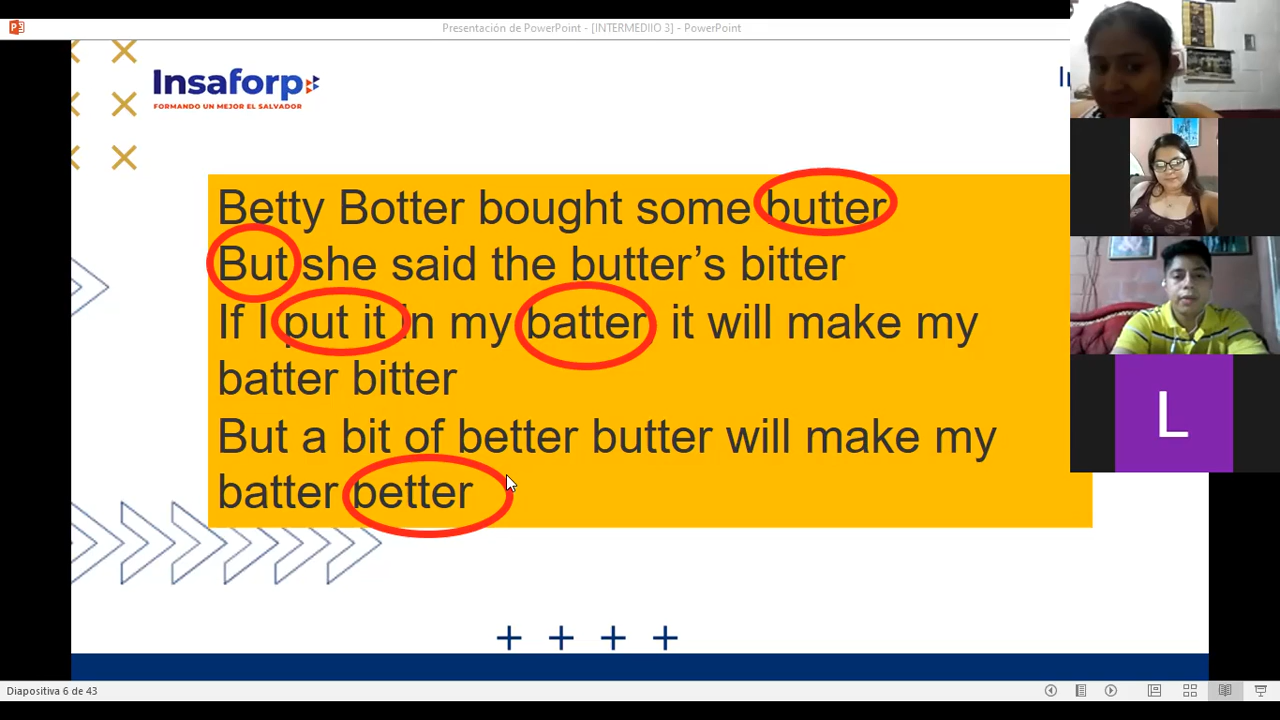 Presentación de PowerPoint - [INTERMEDIIO 3] - PowerPoint
Insaforp
FORMANDO UN MEJOR EL SALVADOR
Betty Botter bought some butter
But she said the butter’s bitter
If I put it in my batter it will make my
batter bitter
But a bit of better butter will make my
batter better
L
Diapositiva 6 de 43